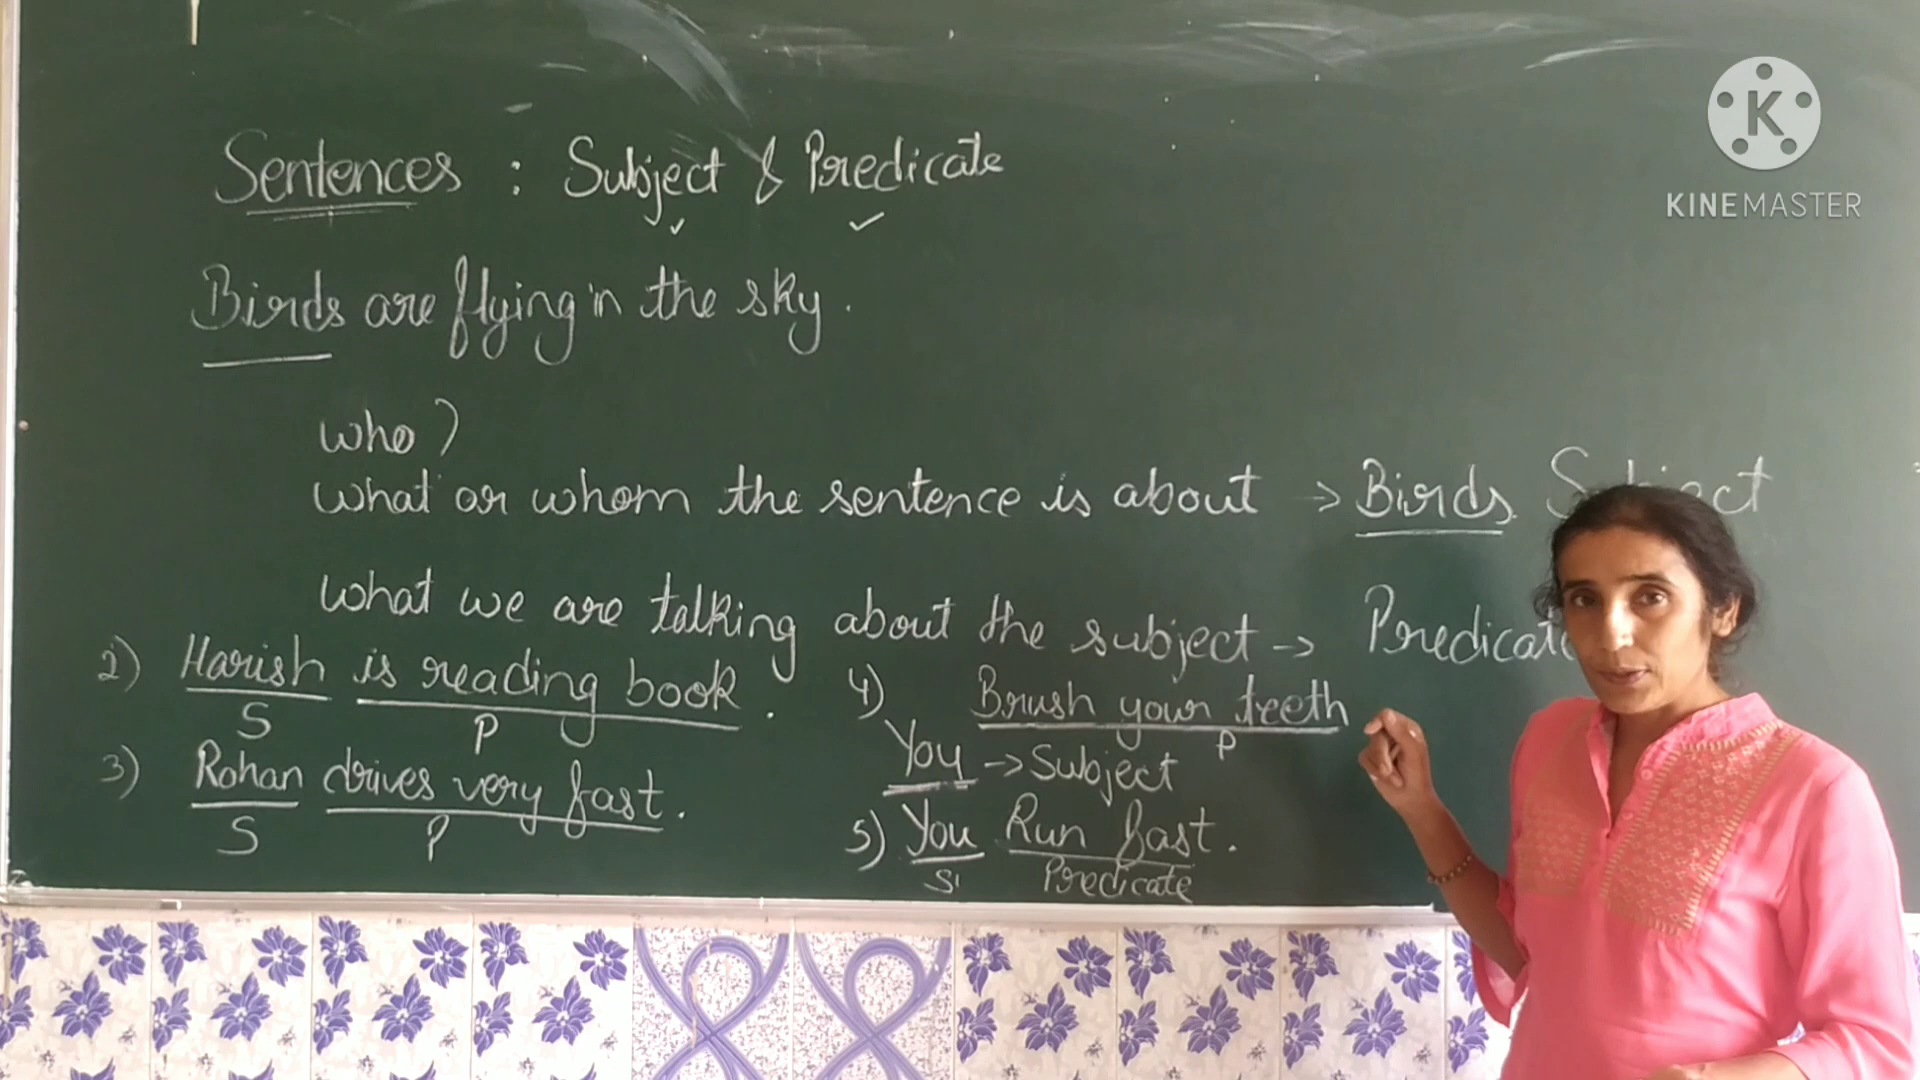 Sentences : Subject & Predicate
Birds are flying in the sky.
who?
what or whom the sentence is about → Birds Subject
what we are talking about the subject → Predicate
2) Harish is reading book.
S P
3) Rohan drives very fast.
S P
4) Brush your teeth
P
You → Subject
5) You Run fast.
S Predicate
K
KINEMASTER